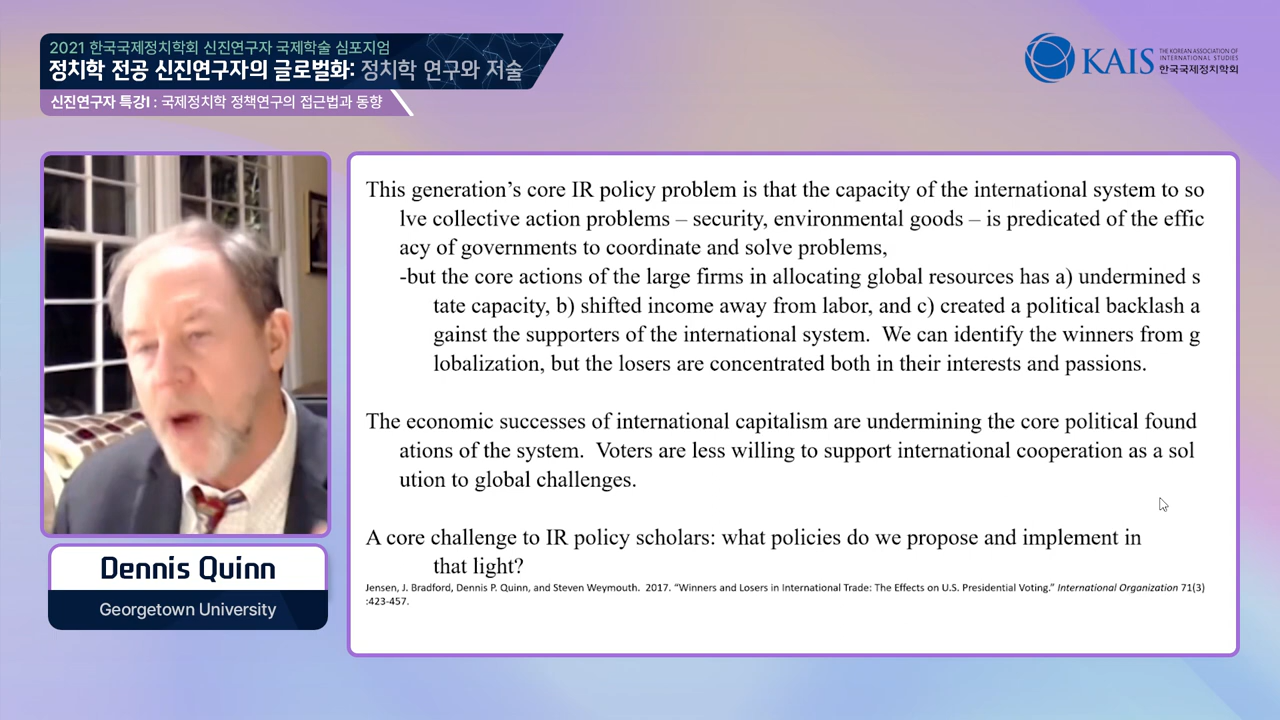 2021 한국국제정치학회 신진연구자 국제학술 심포지엄
정치학 전공 신진연구자의 글로벌화: 정치학 연구와 저술
신진연구자 특강I : 국제정치학 정책연구의 접근법과 동향
KAIS
THE KOREAN ASSOCIATION OF
INTERNATIONAL STUDIES
한국국제정치학회
This generation's core IR policy problem is that the capacity of the international system to so
lve collective action problems – security, environmental goods – is predicated of the effic
acy of governments to coordinate and solve problems,
-but the core actions of the large firms in allocating global resources has a) undermined s
tate capacity, b) shifted income away from labor, and c) created a political backlash a
gainst the supporters of the international system. We can identify the winners from g
lobalization, but the losers are concentrated both in their interests and passions.
The economic successes of international capitalism are undermining the core political found
ations of the system. Voters are less willing to support international cooperation as a sol
ution to global challenges.
A core challenge to IR policy scholars: what policies do we propose and implement in
that light?
Jensen, J. Bradford, Dennis P. Quinn, and Steven Weymouth. 2017. “Winners and Losers in International Trade: The Effects on U.S. Presidential Voting.” International Organization 71(3)
:423-457.
Dennis Quinn
Georgetown University